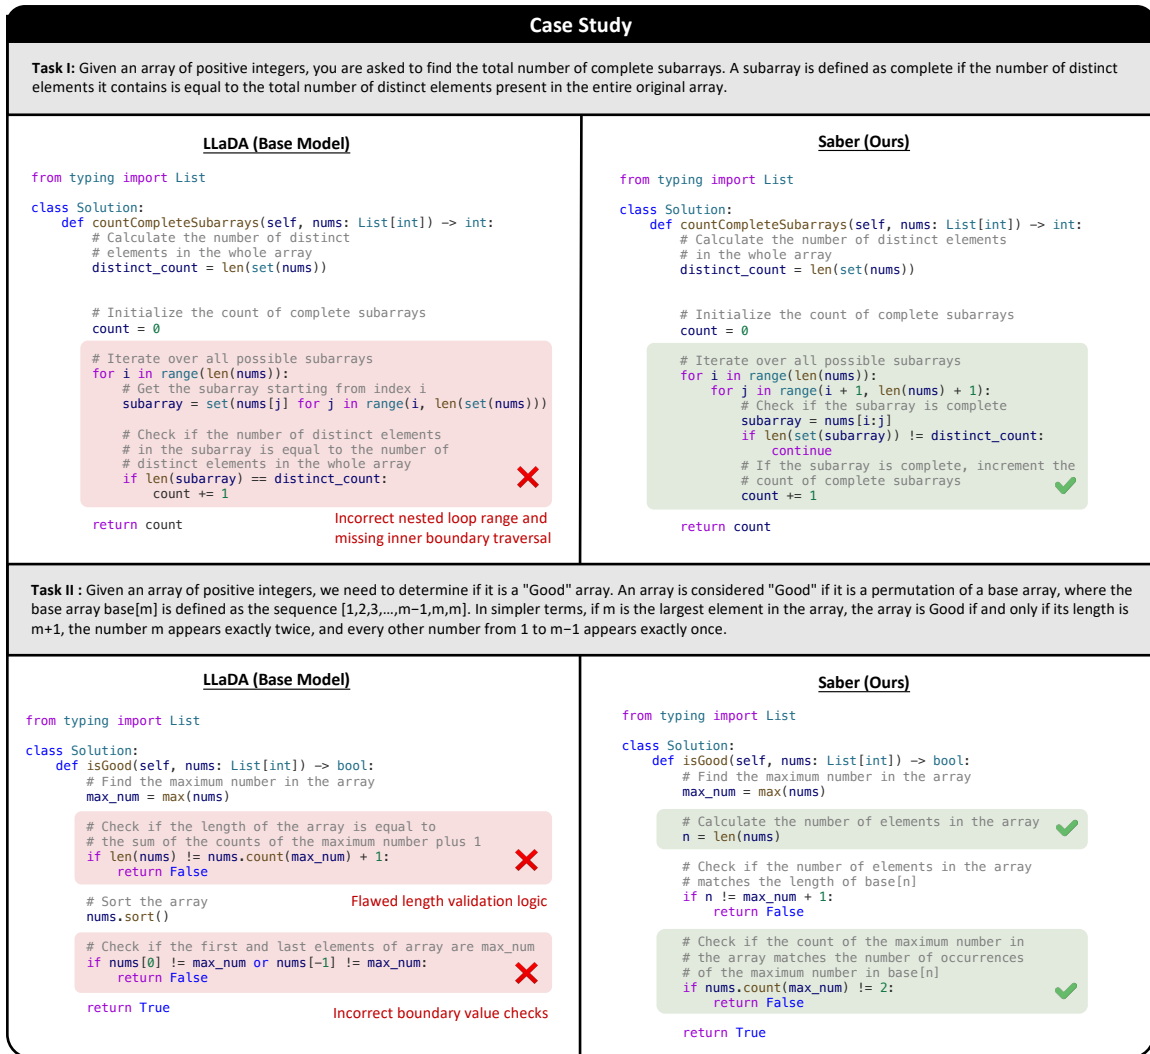 Case Study
Task I: Given an array of positive integers, you are asked to find the total number of complete subarrays. A subarray is defined as complete if the number of distinct
elements it contains is equal to the total number of distinct elements present in the entire original array.
LLaDA (Base Model)
from typing import List
class Solution:
    def countCompleteSubarrays(self, nums: List[int]) -> int:
        # Calculate the number of distinct
        # elements in the whole array
        distinct_count = len(set(nums))
        # Initialize the count of complete subarrays
        count = 0
        # Iterate over all possible subarrays
        for i in range(len(nums)):
            # Get the subarray starting from index i
            subarray = set(nums[j] for j in range(i, len(set(nums)))
            # Check if the number of distinct elements
            # in the subarray is equal to the number of
            # distinct elements in the whole array
            if len(subarray) == distinct_count:
                count += 1
        return count
Incorrect nested loop range and
missing inner boundary traversal
Saber (Ours)
from typing import List
class Solution:
    def countCompleteSubarrays(self, nums: List[int]) -> int:
        # Calculate the number of distinct elements
        # in the whole array
        distinct_count = len(set(nums))
        # Initialize the count of complete subarrays
        count = 0
        # Iterate over all possible subarrays
        for i in range(len(nums)):
            for j in range(i + 1, len(nums) + 1):
                # Check if the subarray is complete
                subarray = nums[i:j]
                if len(set(subarray)) != distinct_count:
                    continue
                # If the subarray is complete, increment the
                # count of complete subarrays
                count += 1
        return count
Task II : Given an array of positive integers, we need to determine if it is a "Good" array. An array is considered "Good" if it is a permutation of a base array, where the
base array base[m] is defined as the sequence [1,2,3,...,m−1,m,m]. In simpler terms, if m is the largest element in the array, the array is Good if and only if its length is
m+1, the number m appears exactly twice, and every other number from 1 to m−1 appears exactly once.
LLaDA (Base Model)
from typing import List
class Solution:
    def isGood(self, nums: List[int]) -> bool:
        # Find the maximum number in the array
        max_num = max(nums)
        # Check if the length of the array is equal to
        # the sum of the counts of the maximum number plus 1
        if len(nums) != nums.count(max_num) + 1:
            return False
        # Sort the array
Flawed length validation logic
        nums.sort()
        # Check if the first and last elements of array are max_num
        if nums[0] != max_num or nums[-1] != max_num:
            return False
        return True
Incorrect boundary value checks
Saber (Ours)
from typing import List
class Solution:
    def isGood(self, nums: List[int]) -> bool:
        # Find the maximum number in the array
        max_num = max(nums)
        # Calculate the number of elements in the array
        n = len(nums)
        # Check if the number of elements in the array
        # matches the length of base[n]
        if n != max_num + 1:
            return False
        # Check if the count of the maximum number in
        # the array matches the number of occurrences
        # of the maximum number in base[n]
        if nums.count(max_num) != 2:
            return False
        return True